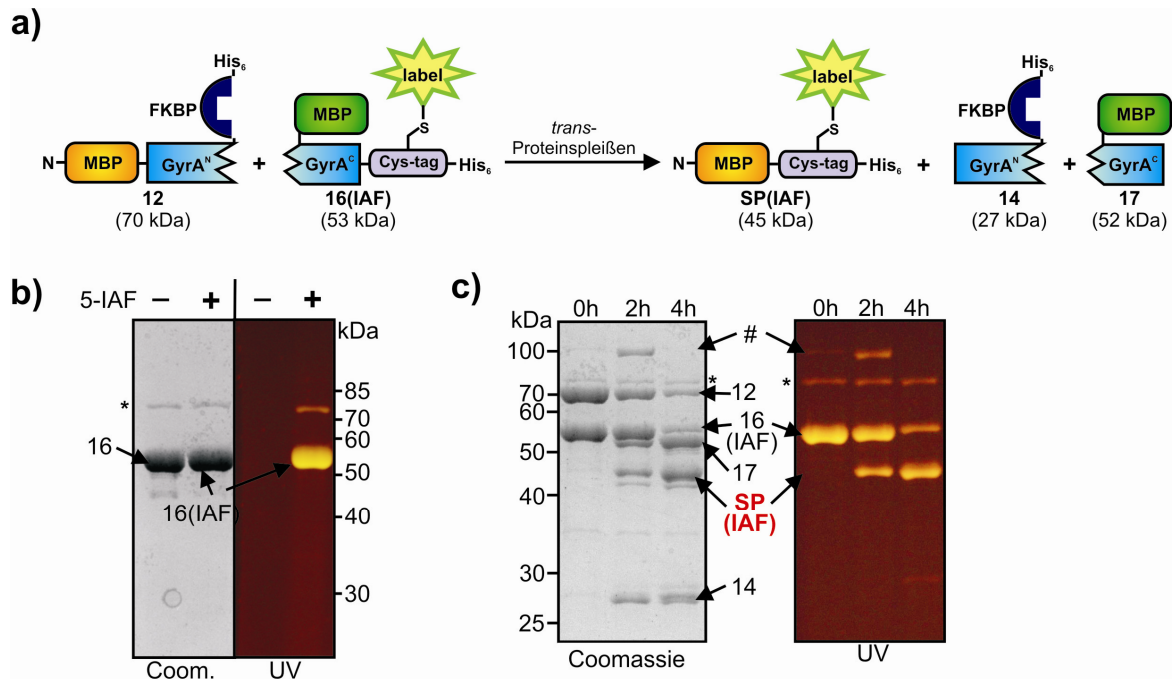 a)
His6
FKBP
N MBP GyrAN
12
(70 kDa)
+
label
S
MBP
GyrAC Cys-tag His6
16(IAF)
(53 kDa)
trans-
Proteinspleißen
label
S
N MBP Cys-tag His6
SP(IAF)
(45 kDa)
+
His6
FKBP
GyrAN
14
(27 kDa)
+
MBP
GyrAC
17
(52 kDa)
b)
5-IAF − + − +
kDa
85
70
60
50
40
30
*
16
16(IAF)
Coom. UV
c)
kDa 0h 2h 4h 0h 2h 4h
100
70
60
50
40
30
25
#
* *
12
16
(IAF)
17
SP
(IAF)
14
Coomassie UV